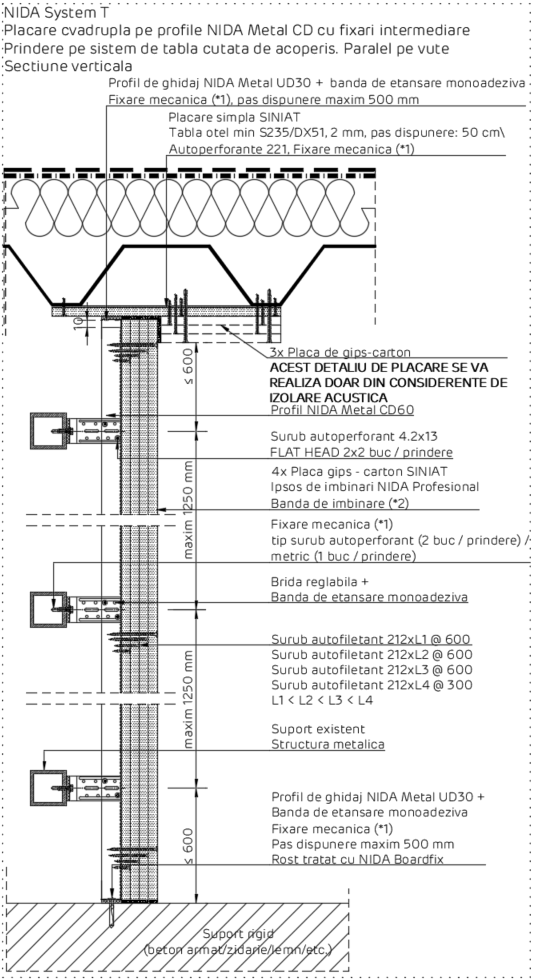 NIDA System T
Placare cvadrupla pe profile NIDA Metal CD cu fixari intermediare
Prindere pe sistem de tabla cutata de acoperis. Paralel pe vute
Sectiune verticala
Profil de ghidaj NIDA Metal UD30 + banda de etansare monoadeziva
Fixare mecanica (*1), pas dispunere maxim 500 mm
Placare simpla SINIAT
Tabla otel min S235/DX51, 2 mm, pas dispunere: 50 cm\
Autoperforante 221, Fixare mecanica (*1)
10
≤ 600
3x Placa de gips-carton
ACEST DETALIU DE PLACARE SE VA
REALIZA DOAR DIN CONSIDERENTE DE
IZOLARE ACUSTICA
Profil NIDA Metal CD60
Surub autoperforant 4.2x13
FLAT HEAD 2x2 buc / prindere
4x Placa gips - carton SINIAT
Ipsos de imbinari NIDA Profesional
Banda de imbinare (*2)
maxim 1250 mm
Fixare mecanica (*1)
tip surub autoperforant (2 buc / prindere) /
metric (1 buc / prindere)
Brida reglabila +
Banda de etansare monoadeziva
Surub autofiletant 212xL1 @ 600
Surub autofiletant 212xL2 @ 600
Surub autofiletant 212xL3 @ 600
Surub autofiletant 212xL4 @ 300
L1 < L2 < L3 < L4
maxim 1250 mm
Suport existent
Structura metalica
Profil de ghidaj NIDA Metal UD30 +
Banda de etansare monoadeziva
Fixare mecanica (*1)
Pas dispunere maxim 500 mm
Rost tratat cu NIDA Boardfix
≤ 600
Suport rigid
(beton armat/zidarie/lemn/etc.)